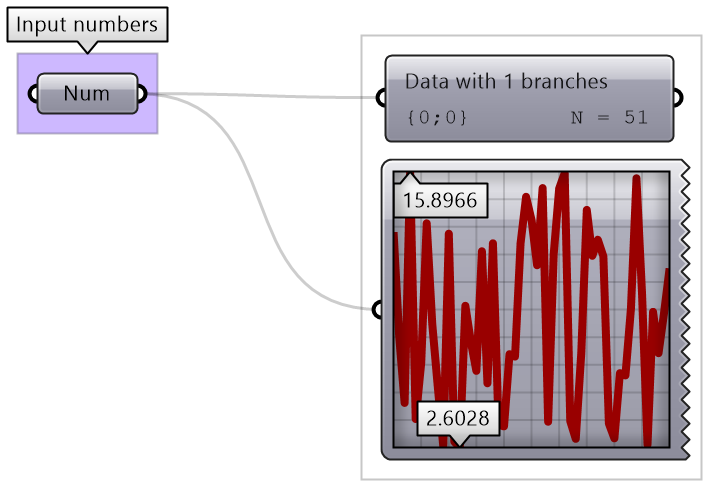 Input numbers
Num
Data with 1 branches
{0;0} N = 51
15.8966
2.6028